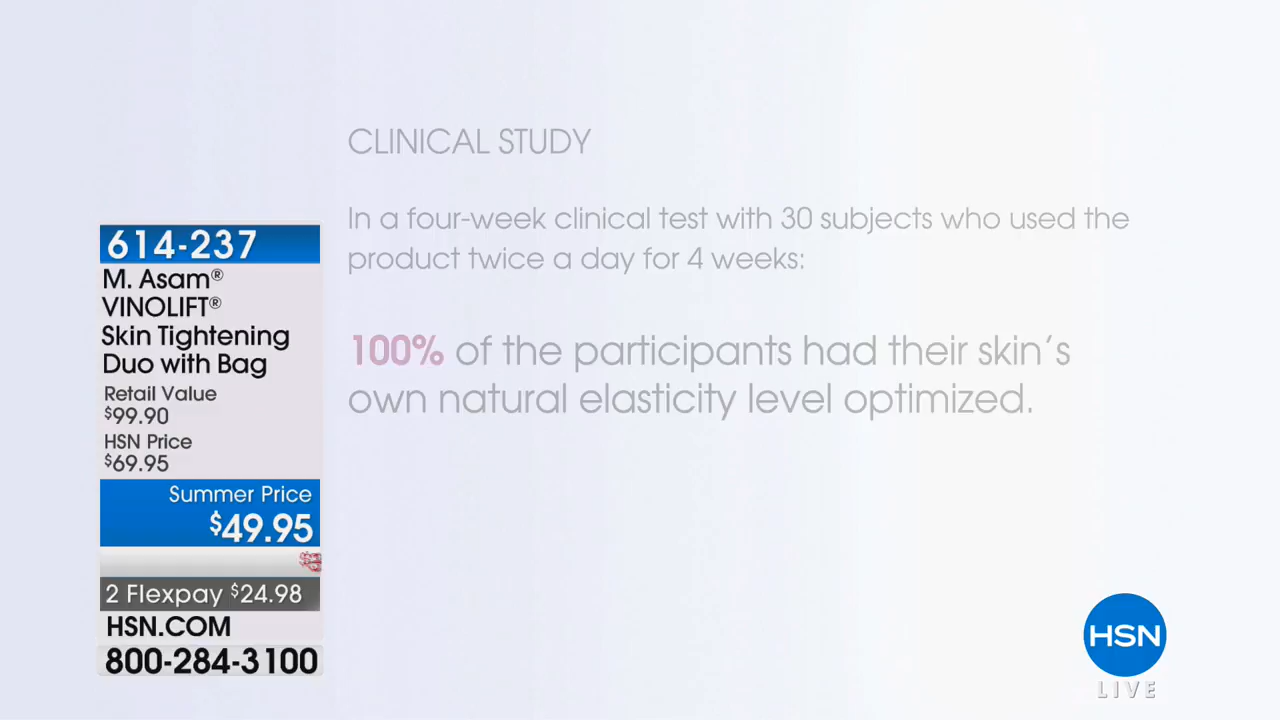 CLINICAL STUDY
In a four-week clinical test with 30 subjects who used the
product twice a day for 4 weeks:
100% of the participants had their skin's
own natural elasticity level optimized.
614-237
M. Asam®
VINOLIFT®
Skin Tightening
Duo with Bag
Retail Value
$99.90
HSN Price
$69.95
Summer Price
$49.95
2 Flexpay $24.98
HSN.COM
800-284-3100
HSN
LIVE